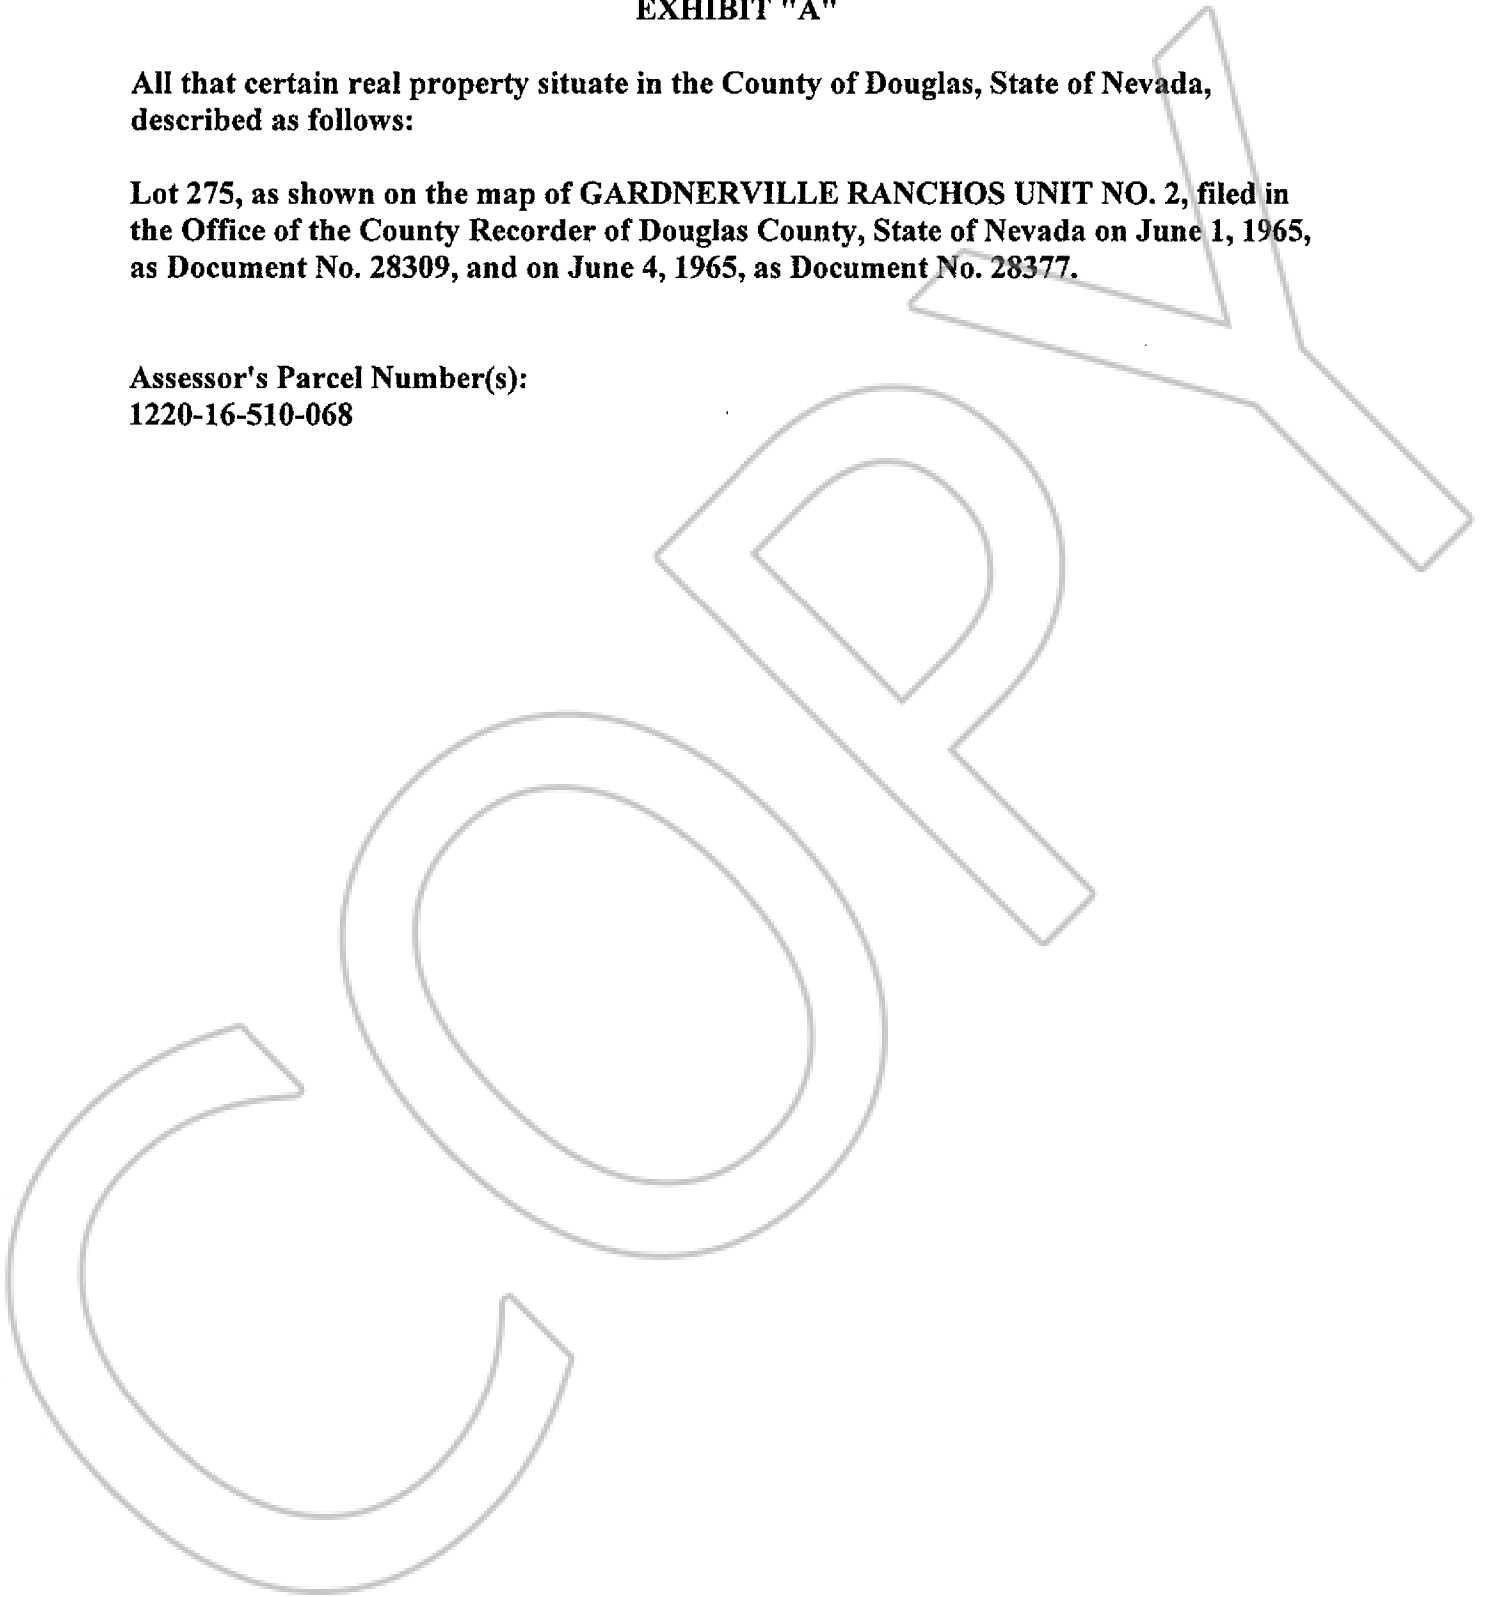 EXHIBIT "A"
All that certain real property situate in the County of Douglas, State of Nevada,
described as follows:
Lot 275, as shown on the map of GARDNERVILLE RANCHOS UNIT NO. 2, filed in
the Office of the County Recorder of Douglas County, State of Nevada on June 1, 1965,
as Document No. 28309, and on June 4, 1965, as Document No. 28377.
Assessor's Parcel Number(s):
1220-16-510-068
COPY